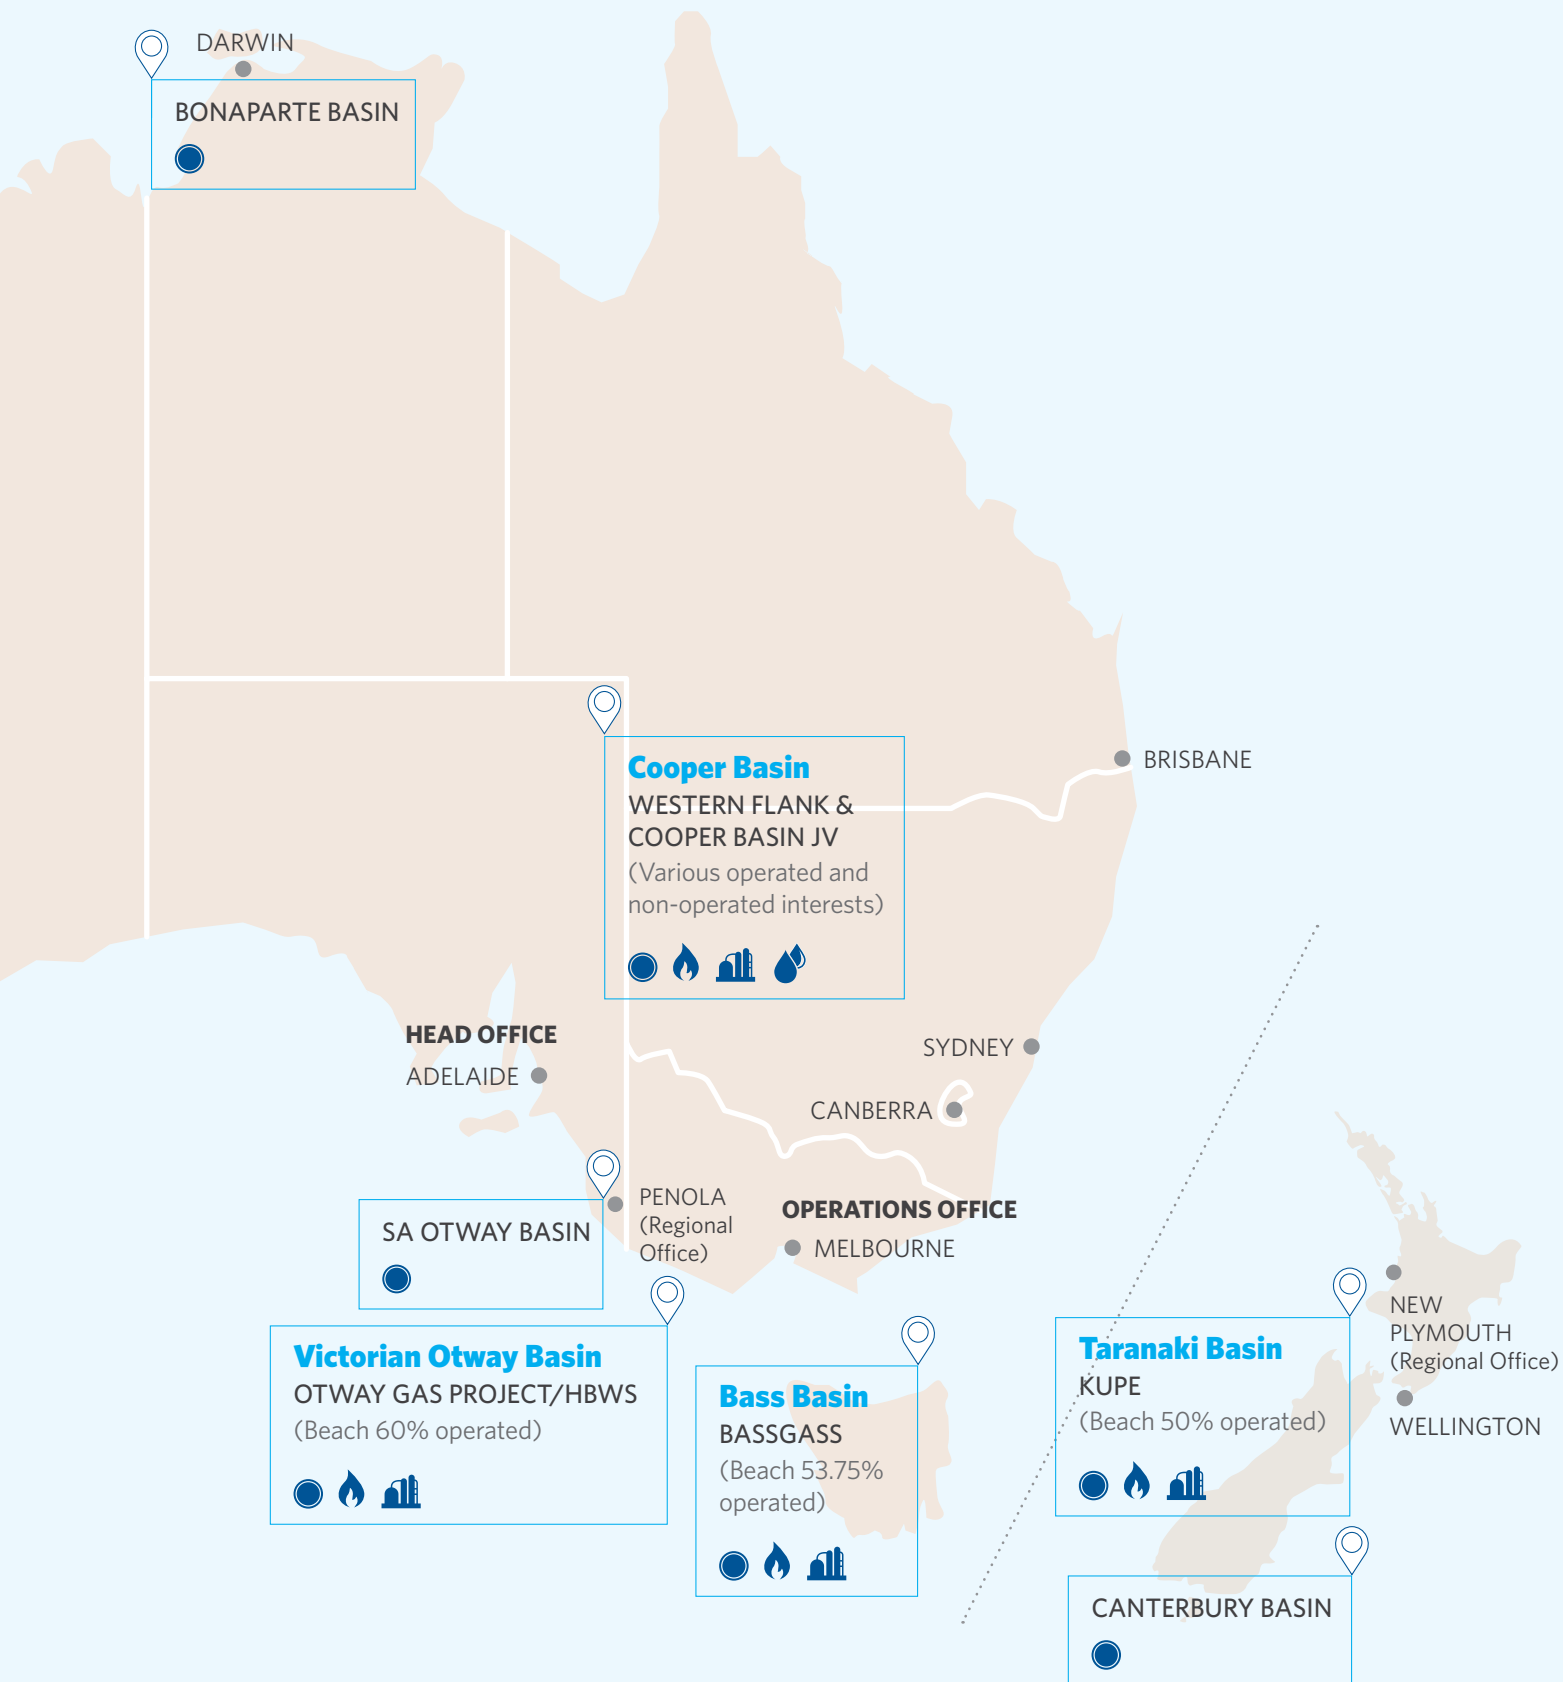 DARWIN
BONAPARTE BASIN
Cooper Basin
WESTERN FLANK &
COOPER BASIN JV
(Various operated and
non-operated interests)
BRISBANE
HEAD OFFICE
ADELAIDE
SYDNEY
CANBERRA
PENOLA
(Regional
Office)
OPERATIONS OFFICE
MELBOURNE
SA OTWAY BASIN
Victorian Otway Basin
OTWAY GAS PROJECT/HBWS
(Beach 60% operated)
Bass Basin
BASSGASS
(Beach 53.75%
operated)
Taranaki Basin
KUPE
(Beach 50% operated)
NEW
PLYMOUTH
(Regional Office)
WELLINGTON
CANTERBURY BASIN